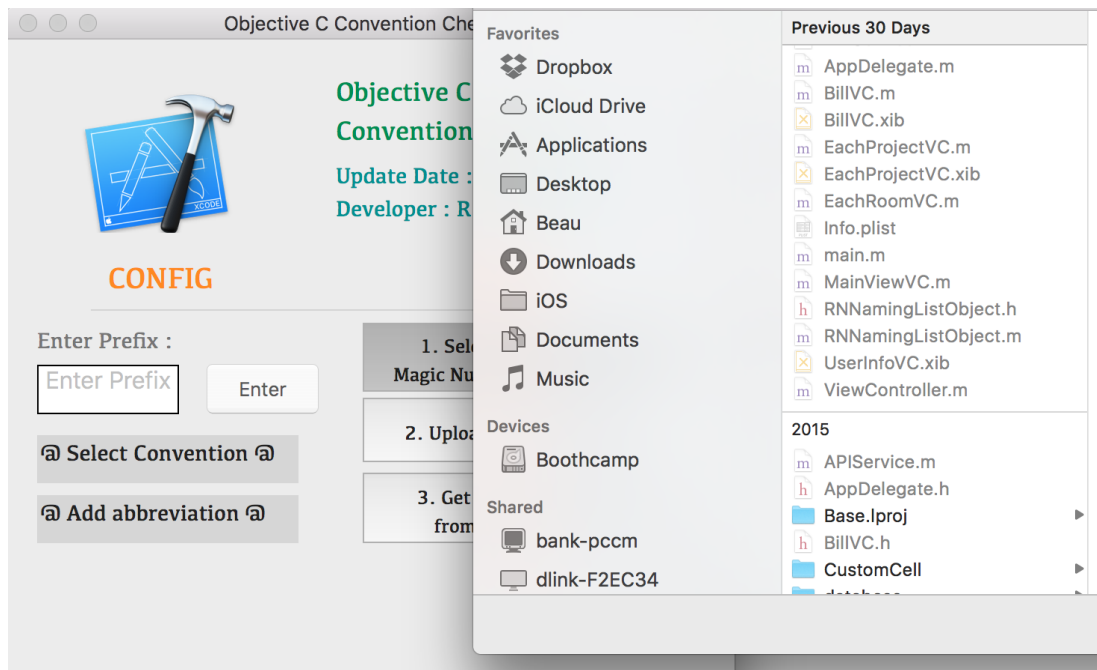 Objective C Convention Che
XCODE
Objective C
Convention
Update Date :
Developer : R
CONFIG
Enter Prefix :
Enter Prefix
Enter
@ Select Convention @
@ Add abbreviation @
1. Sel
Magic Nu
2. Uploa
3. Get
from
Favorites
Dropbox
iCloud Drive
Applications
Desktop
Beau
Downloads
iOS
Documents
Music
Devices
Boothcamp
Shared
bank-pccm
dlink-F2EC34
Previous 30 Days
m AppDelegate.m
m BillVC.m
BillVC.xib
m EachProjectVC.m
EachProjectVC.xib
m EachRoomVC.m
Info.plist
m main.m
m MainViewVC.m
h RNNamingListObject.h
m RNNamingListObject.m
UserInfoVC.xib
m ViewController.m
2015
m APIService.m
h AppDelegate.h
Base.lproj
h BillVC.h
CustomCell